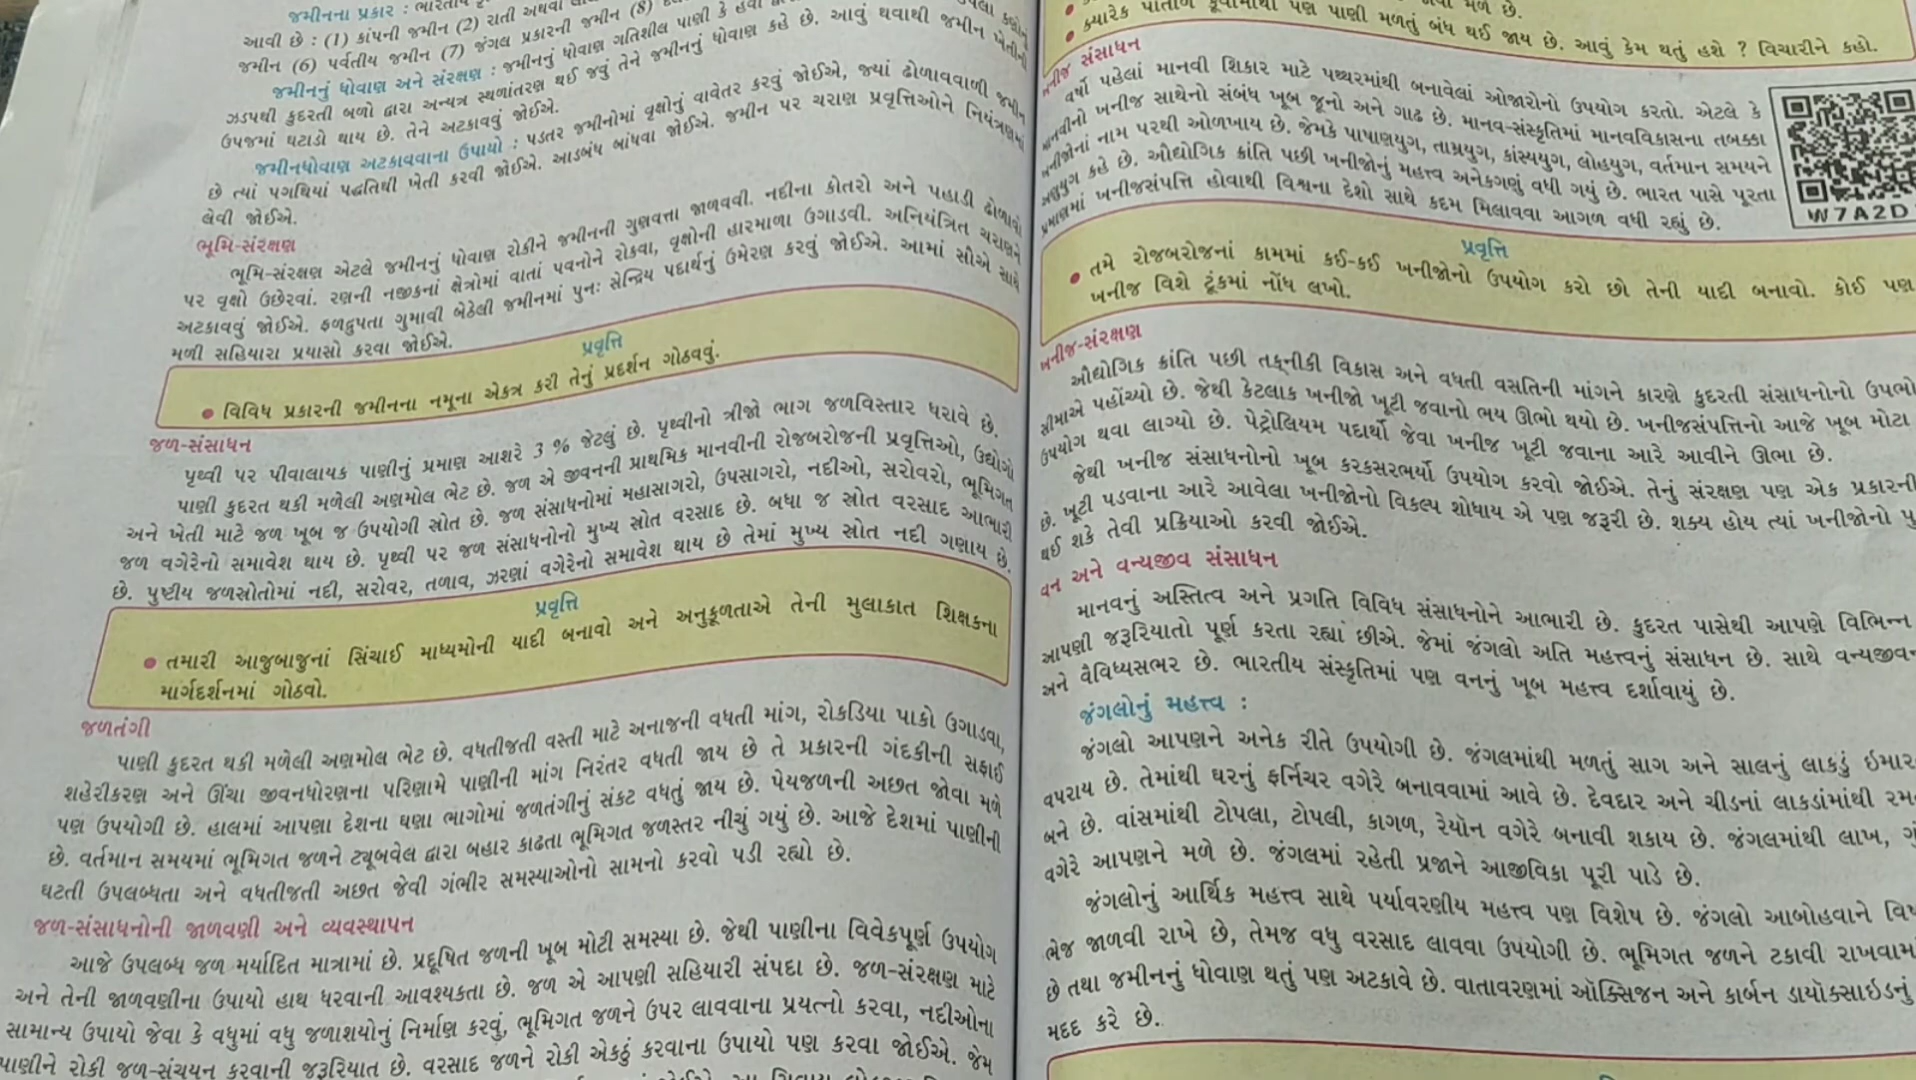 જમીનના પ્રકાર :
આવી છે : (1) કાંપની જમીન (2) રાતી અથવા
જમીન (6) પર્વતીય જમીન (7) જંગલ પ્રકારની જમીન (8)
જમીનનું ધોવાણ અને સંરક્ષણ : જમીનનું ધોવાણ ગતિશીલ પાણી કે હવા
ઝડપથી કુદરતી બળો દ્વારા અન્યત્ર સ્થળાંતરણ થઈ જવું તેને જમીનનું ધોવાણ કહે છે. આવું થવાથી જમીન ખેતીની
ઉપજમાં ઘટાડો થાય છે. તેને અટકાવવું જોઈએ.
જમીનધોવાણ અટકાવવાના ઉપાયો : પડતર જમીનોમાં વૃક્ષોનું વાવેતર કરવું જોઈએ, જ્યાં ઢોળાવવાળી જમીન
છે ત્યાં પગથિયાં પદ્ધતિથી ખેતી કરવી જોઈએ. આડબંધ બાંધવા જોઈએ. જમીન પર ચરાણ પ્રવૃત્તિઓને નિયંત્રણમાં
લેવી જોઈએ.
ભૂમિ-સંરક્ષણ
ભૂમિ-સંરક્ષણ એટલે જમીનનું ધોવાણ રોકીને જમીનની ગુણવત્તા જાળવવી. નદીના કોતરો અને પહાડી ઢોળાવો
પર વૃક્ષો ઉછેરવાં. રણની નજીકનાં ક્ષેત્રોમાં વાતાં પવનોને રોકવા, વૃક્ષોની હારમાળા ઉગાડવી. અનિયંત્રિત ચરાણને
અટકાવવું જોઈએ. ફળદ્રુપતા ગુમાવી બેઠેલી જમીનમાં પુનઃ સેન્દ્રિય પદાર્થનું ઉમેરણ કરવું જોઈએ. આમાં સૌએ સાથે
મળી સહિયારા પ્રયાસો કરવા જોઈએ.
પ્રવૃત્તિ
● વિવિધ પ્રકારની જમીનના નમૂના એકત્ર કરી તેનું પ્રદર્શન ગોઠવવું.
જળ-સંસાધન
પૃથ્વી પર પીવાલાયક પાણીનું પ્રમાણ આશરે 3 % જેટલું છે. પૃથ્વીનો ત્રીજો ભાગ જળવિસ્તાર ધરાવે છે.
પાણી કુદરત થકી મળેલી અણમોલ ભેટ છે. જળ એ જીવનની પ્રાથમિક માનવીની રોજબરોજની પ્રવૃત્તિઓ, ઉદ્યોગો
અને ખેતી માટે જળ ખૂબ જ ઉપયોગી સ્રોત છે. જળ સંસાધનોમાં મહાસાગરો, ઉપસાગરો, નદીઓ, સરોવરો, ભૂમિગત
જળ વગેરેનો સમાવેશ થાય છે. પૃથ્વી પર જળ સંસાધનોનો મુખ્ય સ્રોત વરસાદ છે. બધા જ સ્રોત વરસાદ આભારી
છે. પુષ્ટીય જળસ્રોતોમાં નદી, સરોવર, તળાવ, ઝરણાં વગેરેનો સમાવેશ થાય છે તેમાં મુખ્ય સ્રોત નદી ગણાય છે.
પ્રવૃત્તિ
● તમારી આજુબાજુનાં સિંચાઈ માધ્યમોની યાદી બનાવો અને અનુકૂળતાએ તેની મુલાકાત શિક્ષકના
માર્ગદર્શનમાં ગોઠવો.
જળતંગી
પાણી કુદરત થકી મળેલી અણમોલ ભેટ છે. વધતીજતી વસ્તી માટે અનાજની વધતી માંગ, રોકડિયા પાકો ઉગાડવા,
શહેરીકરણ અને ઊંચા જીવનધોરણના પરિણામે પાણીની માંગ નિરંતર વધતી જાય છે તે પ્રકારની ગંદકીની સફાઈ
પણ ઉપયોગી છે. હાલમાં આપણા દેશના ઘણા ભાગોમાં જળતંગીનું સંકટ વધતું જાય છે. પેયજળની અછત જોવા મળે
છે. વર્તમાન સમયમાં ભૂમિગત જળને ટ્યૂબવેલ દ્વારા બહાર કાઢતા ભૂમિગત જળસ્તર નીચું ગયું છે. આજે દેશમાં પાણીની
ઘટતી ઉપલબ્ધતા અને વધતીજતી અછત જેવી ગંભીર સમસ્યાઓનો સામનો કરવો પડી રહ્યો છે.
જળ-સંસાધનોની જાળવણી અને વ્યવસ્થાપન
આજે ઉપલબ્ધ જળ મર્યાદિત માત્રામાં છે. પ્રદૂષિત જળની ખૂબ મોટી સમસ્યા છે. જેથી પાણીના વિવેકપૂર્ણ ઉપયોગ
અને તેની જાળવણીના ઉપાયો હાથ ધરવાની આવશ્યકતા છે. જળ એ આપણી સહિયારી સંપદા છે. જળ-સંરક્ષણ માટે
સામાન્ય ઉપાયો જેવા કે વધુમાં વધુ જળાશયોનું નિર્માણ કરવું, ભૂમિગત જળને ઉપર લાવવાના પ્રયત્નો કરવા, નદીઓના
પાણીને રોકી જળ-સંચયન કરવાની જરૂરિયાત છે. વરસાદ જળને રોકી એકઠું કરવાના ઉપાયો પણ કરવા જોઈએ. જેમ
● ક્યારેક પાતાળ કૂવામાંથી પણ પાણી મળતું બંધ થઈ જાય છે. આવું કેમ થતું હશે ? વિચારીને કહો.
ખનીજ સંસાધન
વર્ષો પહેલાં માનવી શિકાર માટે પથ્થરમાંથી બનાવેલાં ઓજારોનો ઉપયોગ કરતો. એટલે કે
માનવીનો ખનીજ સાથેનો સંબંધ ખૂબ જૂનો અને ગાઢ છે. માનવ-સંસ્કૃતિમાં માનવવિકાસના તબક્કા
ખનીજોનાં નામ પરથી ઓળખાય છે. જેમકે પાષાણયુગ, તામ્રયુગ, કાંસ્યયુગ, લોહયુગ, વર્તમાન સમયને
અણુયુગ કહે છે. ઔદ્યોગિક ક્રાંતિ પછી ખનીજોનું મહત્ત્વ અનેકગણું વધી ગયું છે. ભારત પાસે પૂરતા
પ્રમાણમાં ખનીજસંપત્તિ હોવાથી વિશ્વના દેશો સાથે કદમ મિલાવવા આગળ વધી રહ્યું છે.
W7A2D
પ્રવૃત્તિ
● તમે રોજબરોજનાં કામમાં કઈ-કઈ ખનીજોનો ઉપયોગ કરો છો તેની યાદી બનાવો. કોઈ પણ
ખનીજ વિશે ટૂંકમાં નોંધ લખો.
ખનીજ-સંરક્ષણ
ઔદ્યોગિક ક્રાંતિ પછી તક્નીકી વિકાસ અને વધતી વસતિની માંગને કારણે કુદરતી સંસાધનોનો ઉપભો
સીમાએ પહોંચ્યો છે. જેથી કેટલાક ખનીજો ખૂટી જવાનો ભય ઊભો થયો છે. ખનીજસંપત્તિનો આજે ખૂબ મોટા
ઉપયોગ થવા લાગ્યો છે. પેટ્રોલિયમ પદાર્થો જેવા ખનીજ ખૂટી જવાના આરે આવીને ઊભા છે.
જેથી ખનીજ સંસાધનોનો ખૂબ કરકસરભર્યો ઉપયોગ કરવો જોઈએ. તેનું સંરક્ષણ પણ એક પ્રકારની
છે. ખૂટી પડવાના આરે આવેલા ખનીજોનો વિકલ્પ શોધાય એ પણ જરૂરી છે. શક્ય હોય ત્યાં ખનીજોનો પુ
થઈ શકે તેવી પ્રક્રિયાઓ કરવી જોઈએ.
વન અને વન્યજીવ સંસાધન
માનવનું અસ્તિત્વ અને પ્રગતિ વિવિધ સંસાધનોને આભારી છે. કુદરત પાસેથી આપણે વિભિન્ન
આપણી જરૂરિયાતો પૂર્ણ કરતા રહ્યાં છીએ. જેમાં જંગલો અતિ મહત્ત્વનું સંસાધન છે. સાથે વન્યજીવ
અને વૈવિધ્યસભર છે. ભારતીય સંસ્કૃતિમાં પણ વનનું ખૂબ મહત્ત્વ દર્શાવાયું છે.
જંગલોનું મહત્ત્વ :
જંગલો આપણને અનેક રીતે ઉપયોગી છે. જંગલમાંથી મળતું સાગ અને સાલનું લાકડું ઇમાર
વપરાય છે. તેમાંથી ઘરનું ફર્નિચર વગેરે બનાવવામાં આવે છે. દેવદાર અને ચીડનાં લાકડાંમાંથી રમ
બને છે. વાંસમાંથી ટોપલા, ટોપલી, કાગળ, રેયૉન વગેરે બનાવી શકાય છે. જંગલમાંથી લાખ, ગું
વગેરે આપણને મળે છે. જંગલમાં રહેતી પ્રજાને આજીવિકા પૂરી પાડે છે.
જંગલોનું આર્થિક મહત્ત્વ સાથે પર્યાવરણીય મહત્ત્વ પણ વિશેષ છે. જંગલો આબોહવાને વિષ
ભેજ જાળવી રાખે છે, તેમજ વધુ વરસાદ લાવવા ઉપયોગી છે. ભૂમિગત જળને ટકાવી રાખવામાં
છે તથા જમીનનું ધોવાણ થતું પણ અટકાવે છે. વાતાવરણમાં ઑક્સિજન અને કાર્બન ડાયૉક્સાઇડનું
મદદ કરે છે.